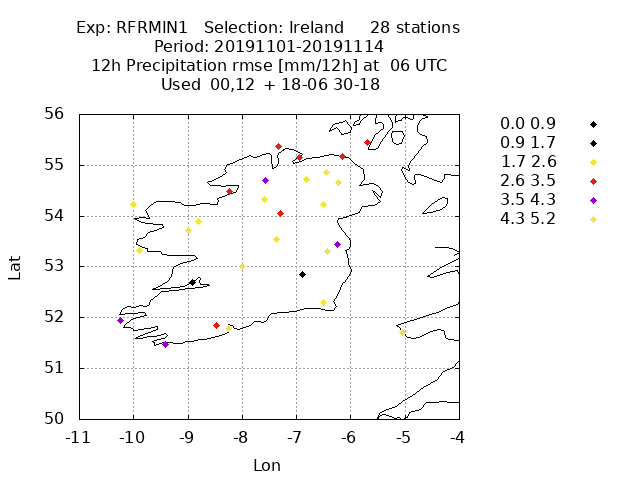 Exp: RFRMIN1   Selection: Ireland     28 stations
Period: 20191101-20191114
12h Precipitation rmse [mm/12h] at  06 UTC
Used  00,12  + 18-06 30-18
56
55
54
53
52
51
50
-11 -10 -9 -8 -7 -6 -5 -4
Lat
Lon
0.0 0.9
0.9 1.7
1.7 2.6
2.6 3.5
3.5 4.3
4.3 5.2